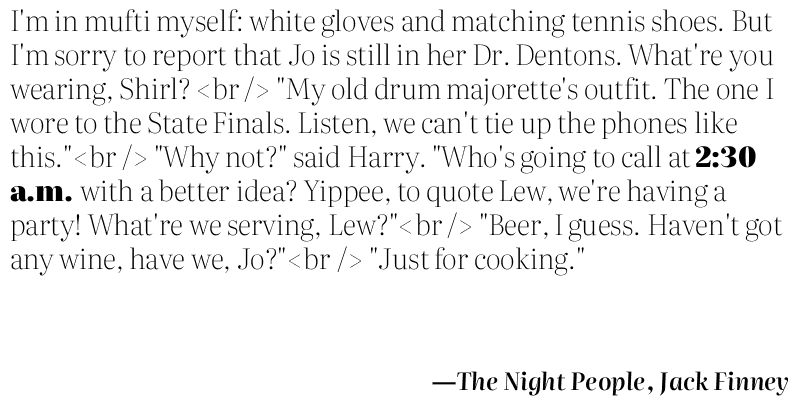 I'm in mufti myself: white gloves and matching tennis shoes. But
I'm sorry to report that Jo is still in her Dr. Dentons. What're you
wearing, Shirl? <br /> "My old drum majorette's outfit. The one I
wore to the State Finals. Listen, we can't tie up the phones like
this."<br /> "Why not?" said Harry. "Who's going to call at 2:30
a.m. with a better idea? Yippee, to quote Lew, we're having a
party! What're we serving, Lew?"<br /> "Beer, I guess. Haven't got
any wine, have we, Jo?"<br /> "Just for cooking."
—The Night People, Jack Finney